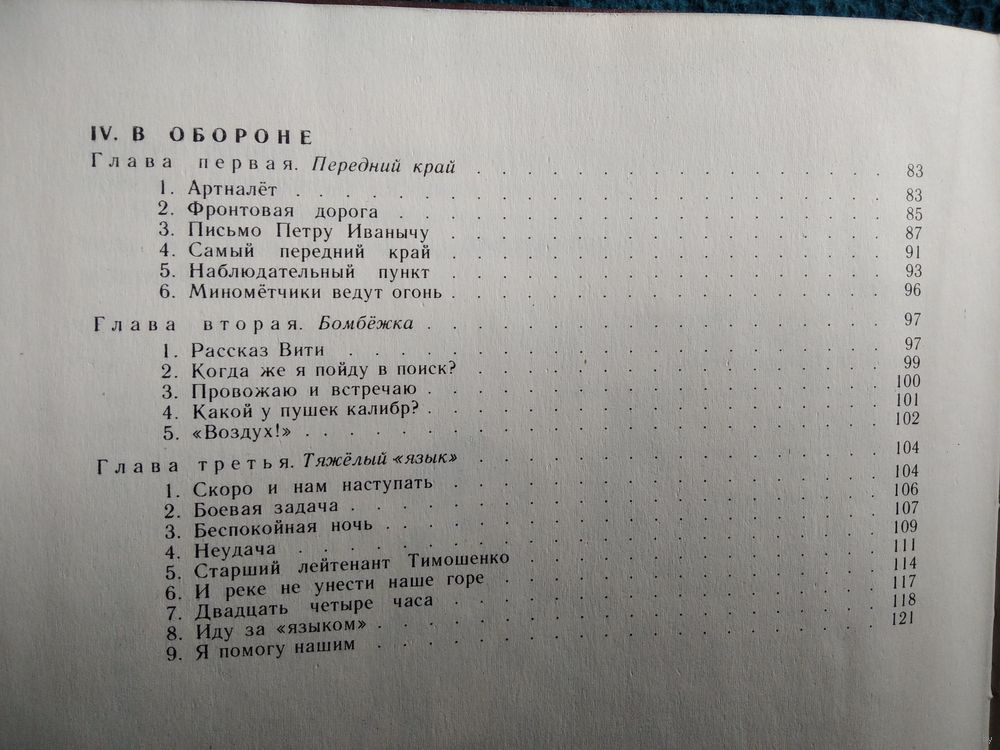 IV. В ОБОРОНЕ
Глава первая. Передний край . . . 83
1. Артналёт . . . 83
2. Фронтовая дорога . . . 85
3. Письмо Петру Иванычу . . . 87
4. Самый передний край . . . 91
5. Наблюдательный пункт . . . 93
6. Миномётчики ведут огонь . . . 96
Глава вторая. Бомбёжка . . . 97
1. Рассказ Вити . . . 97
2. Когда же я пойду в поиск? . . . 99
3. Провожаю и встречаю . . . 100
4. Какой у пушек калибр? . . . 101
5. «Воздух!» . . . 102
Глава третья. Тяжёлый «язык» . . . 104
1. Скоро и нам наступать . . . 104
2. Боевая задача . . . 106
3. Беспокойная ночь . . . 107
4. Неудача . . . 109
5. Старший лейтенант Тимошенко . . . 111
6. И реке не унести наше горе . . . 114
7. Двадцать четыре часа . . . 117
8. Иду за «языком» . . . 118
9. Я помогу нашим . . . 121